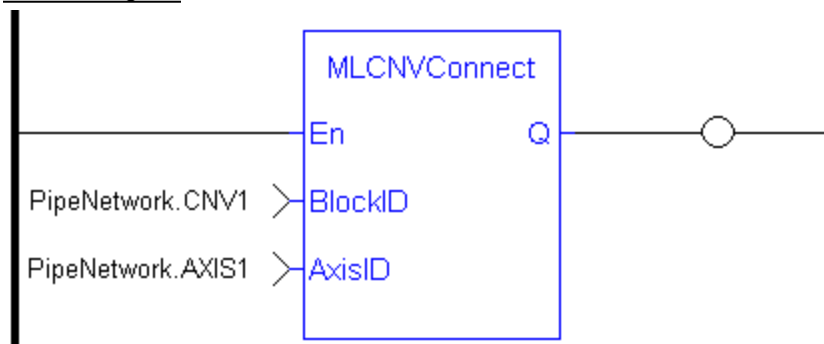 MLCNVConnect
En Q
PipeNetwork.CNV1 BlockID
PipeNetwork.AXIS1 AxisID